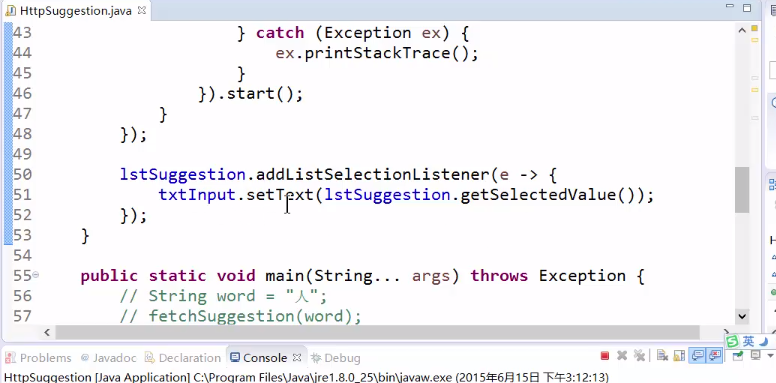 HttpSuggestion.java
43 } catch (Exception ex) {
44 ex.printStackTrace();
45 }
46 }).start();
47 }
48 });
49
50 lstSuggestion.addListSelectionListener(e -> {
51 txtInput.setText(lstSuggestion.getSelectedValue());
52 });
53 }
54
55 public static void main(String... args) throws Exception {
56 // String word = "人";
57 // fetchSuggestion(word);
英
Problems @ Javadoc Declaration Console Debug
HttpSuggestion [Java Application] C:\Program Files\Java\jre1.8.0_25\bin\javaw.exe (2015年6月15日 下午3:12:13)